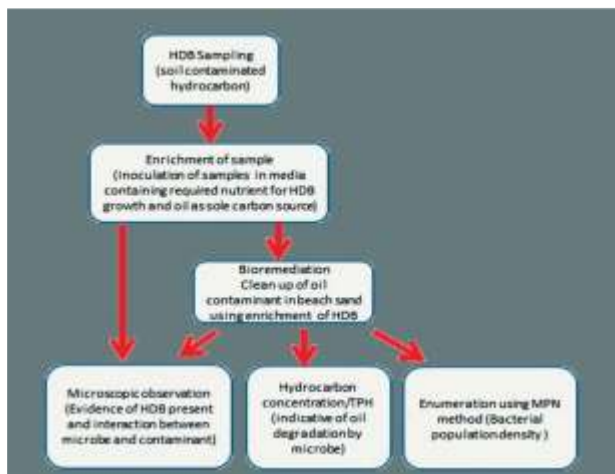 HDB Sampling
(soil contaminated
hydrocarbon)
Enrichment of sample
(Inoculation of samples in media
containing required nutrient for HDB
growth and oil as sole carbon source)
Bioremediation
Clean up of oil
contaminant in beach sand
using enrichment of HDB
Microscopic observation
(Evidence of HDB present
and interaction between
microbe and contaminant)
Hydrocarbon
concentration/TPH
(indicative of oil
degradation by
microbe)
Enumeration using MPN
method (Bacterial
population density )